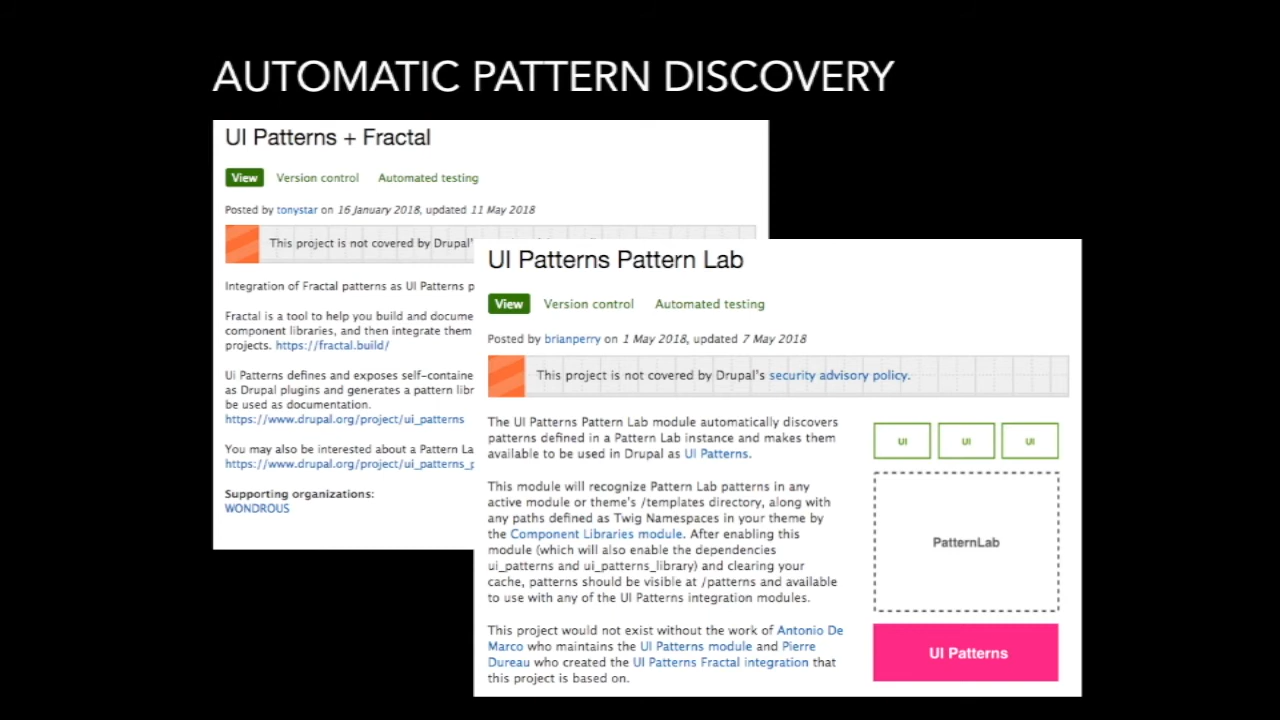 AUTOMATIC PATTERN DISCOVERY
UI Patterns + Fractal
View Version control Automated testing
Posted by tonystar on 16 January 2018, updated 11 May 2018
This project is not covered by Drupal's
Integration of Fractal patterns as UI Patterns p
Fractal is a tool to help you build and docume
component libraries, and then integrate them
projects. https://fractal.build/
Ui Patterns defines and exposes self-containe
as Drupal plugins and generates a pattern libr
be used as documentation.
https://www.drupal.org/project/ui_patterns
You may also be interested about a Pattern La
https://www.drupal.org/project/ui_patterns_p
Supporting organizations:
WONDROUS
UI Patterns Pattern Lab
View Version control Automated testing
Posted by brianperry on 1 May 2018, updated 7 May 2018
This project is not covered by Drupal's security advisory policy.
The UI Patterns Pattern Lab module automatically discovers
patterns defined in a Pattern Lab instance and makes them
available to be used in Drupal as UI Patterns.
This module will recognize Pattern Lab patterns in any
active module or theme's /templates directory, along with
any paths defined as Twig Namespaces in your theme by
the Component Libraries module. After enabling this
module (which will also enable the dependencies
ui_patterns and ui_patterns_library) and clearing your
cache, patterns should be visible at /patterns and available
to use with any of the UI Patterns integration modules.
This project would not exist without the work of Antonio De
Marco who maintains the UI Patterns module and Pierre
Dureau who created the UI Patterns Fractal integration that
this project is based on.
UI UI UI
PatternLab
UI Patterns